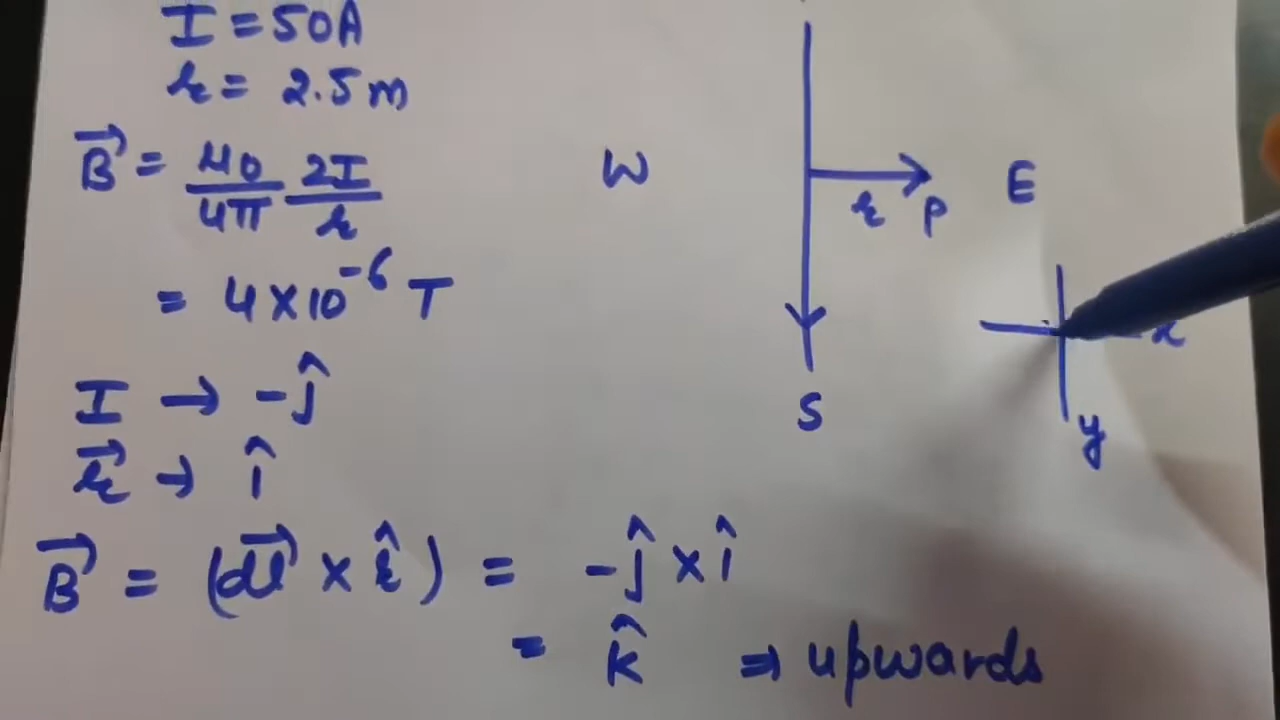 I = 50A
r = 2.5 m
B⃗ = μ0/4π 2I/r
= 4 × 10⁻⁶ T
I → -ĵ
r⃗ → î
B⃗ = (dl⃗ × r̂) = -ĵ × î
= k̂ ⇒ upwards
W
E
r P
S
x
y